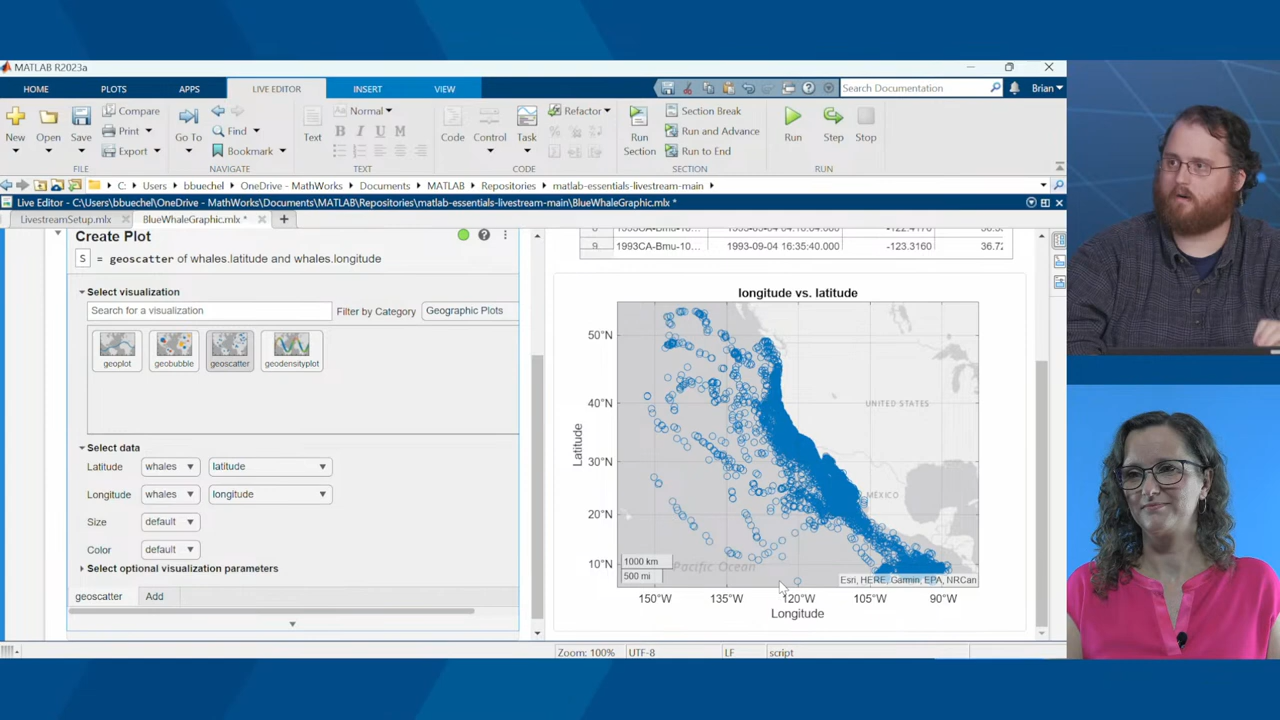 MATLAB R2023a
HOME PLOTS APPS LIVE EDITOR INSERT VIEW Search Documentation Brian
New Open Save Compare Print Export
Go To Find Bookmark
Text Normal B I U M
Code Control Task Refactor
Run Section Section Break Run and Advance Run to End
Run Step Stop
FILE NAVIGATE TEXT CODE SECTION RUN
C: Users bbuechel OneDrive - MathWorks Documents MATLAB Repositories matlab-essentials-livestream-main
Live Editor - C:\Users\bbuechel\OneDrive - MathWorks\Documents\MATLAB\Repositories\matlab-essentials-livestream-main\BlueWhaleGraphic.mlx *
LivestreamSetup.mlx BlueWhaleGraphic.mlx *
Create Plot
S = geoscatter of whales.latitude and whales.longitude
Select visualization
Search for a visualization Filter by Category Geographic Plots
geoplot geobubble geoscatter geodensityplot
Select data
Latitude whales latitude
Longitude whales longitude
Size default
Color default
Select optional visualization parameters
geoscatter Add
9 1993CA-Bmu-10... 1993-09-04 16:35:40.000 -123.3160 36.72
longitude vs. latitude
50°N
40°N
30°N
20°N
10°N
Latitude
UNITED STATES
MEXICO
Pacific Ocean
1000 km
500 mi
Esri, HERE, Garmin, EPA, NRCan
150°W 135°W 120°W 105°W 90°W
Longitude
Zoom: 100% UTF-8 LF script